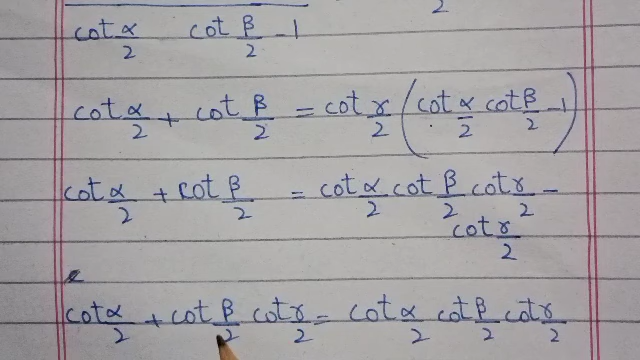 2
cot α/2 cot β/2 - 1
cot α/2 + cot β/2 = cot γ/2 (cot α/2 cot β/2 - 1)
cot α/2 + cot β/2 = cot α/2 cot β/2 cot γ/2 -
cot γ/2
cot α/2 + cot β/2 cot γ/2 = cot α/2 cot β/2 cot γ/2